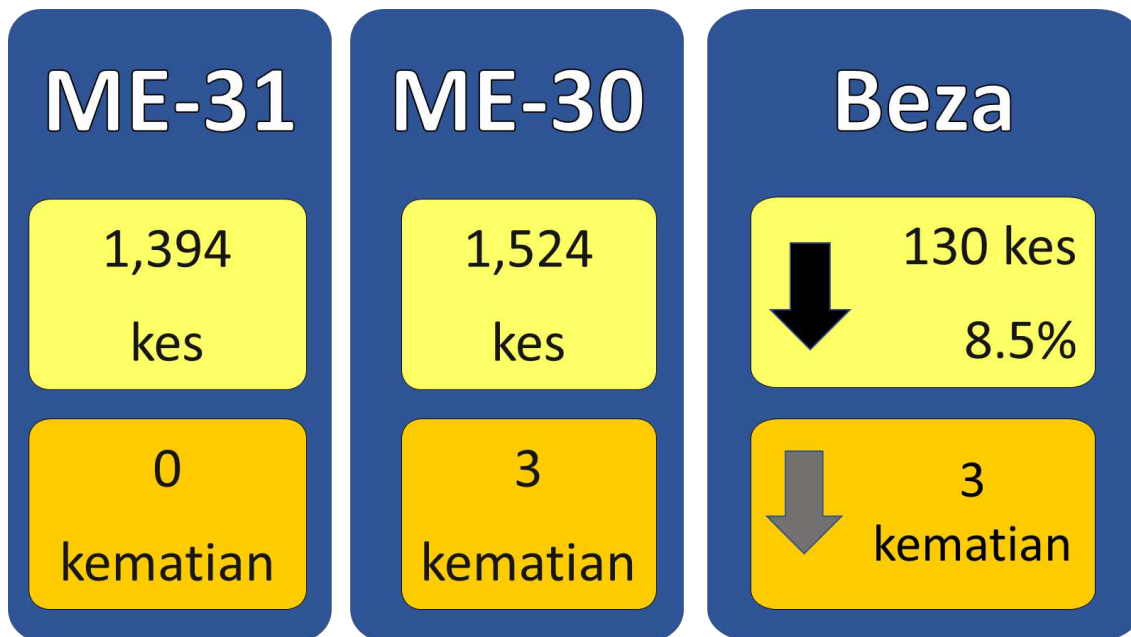 ME-31
1,394
kes
0
kematian
ME-30
1,524
kes
3
kematian
Beza
130 kes
8.5%
3
kematian